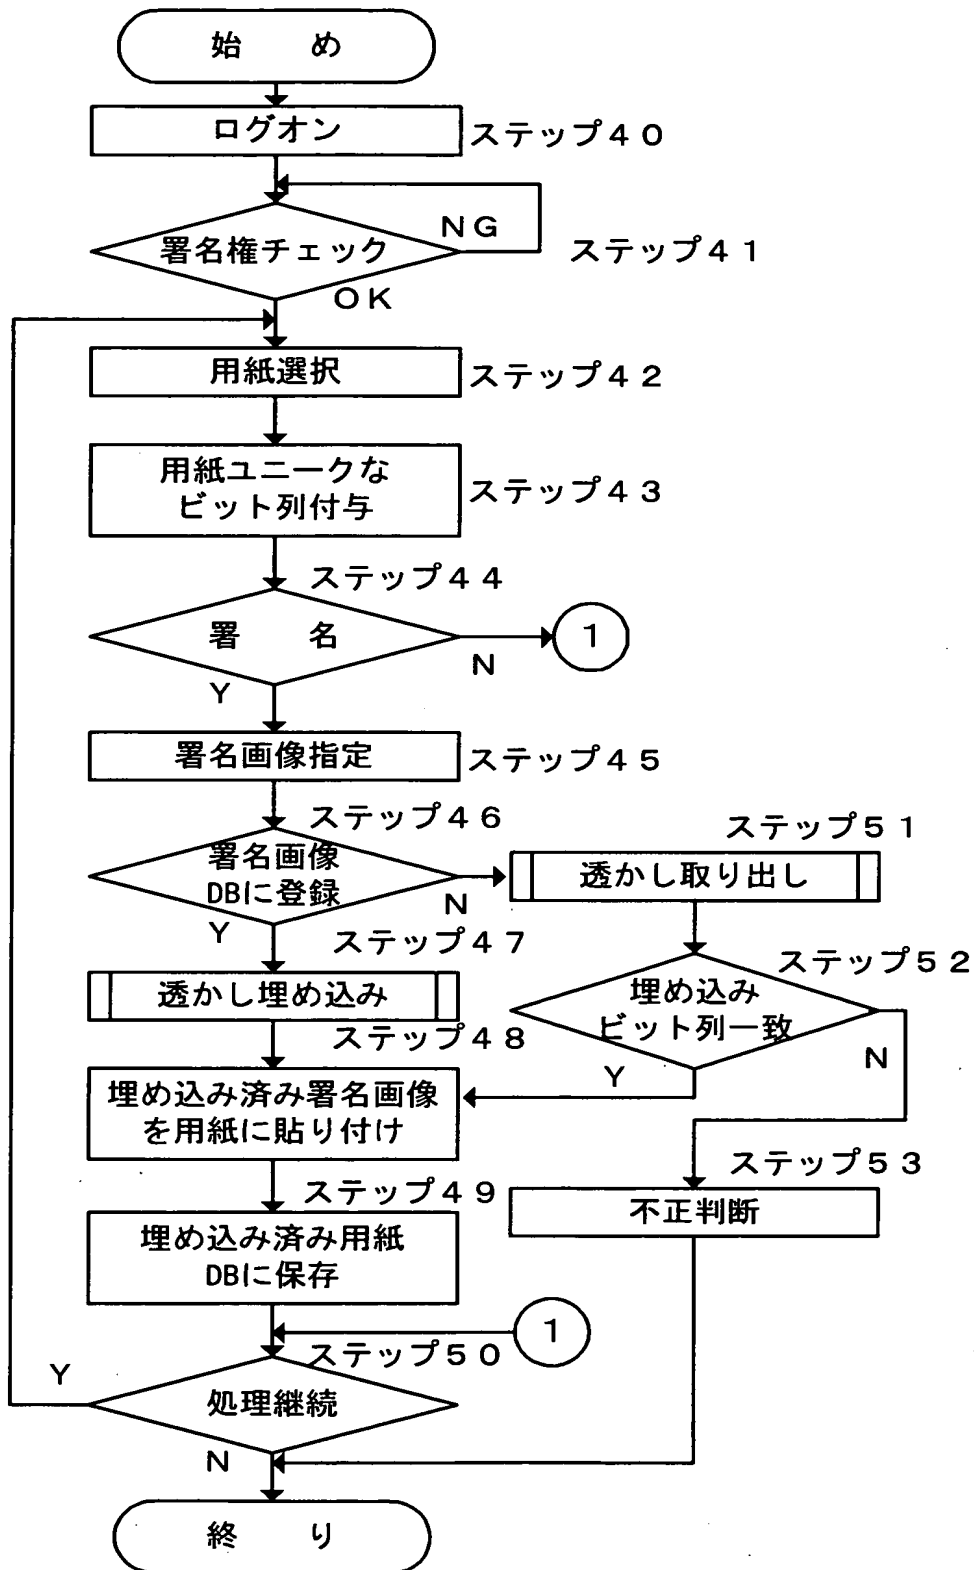 始　　め
ログオン
ステップ４０
NG
署名権チェック
ステップ４１
OK
用紙選択
ステップ４２
用紙ユニークな
ビット列付与
ステップ４３
ステップ４４
署　　名
1
N
Y
署名画像指定
ステップ４５
ステップ４６
署名画像
DBに登録
N
Y
ステップ５１
透かし取り出し
ステップ４７
透かし埋め込み
ステップ５２
埋め込み
ビット列一致
N
Y
ステップ４８
埋め込み済み署名画像
を用紙に貼り付け
ステップ５３
不正判断
ステップ４９
埋め込み済み用紙
DBに保存
1
ステップ５０
Y
処理継続
N
終　　り